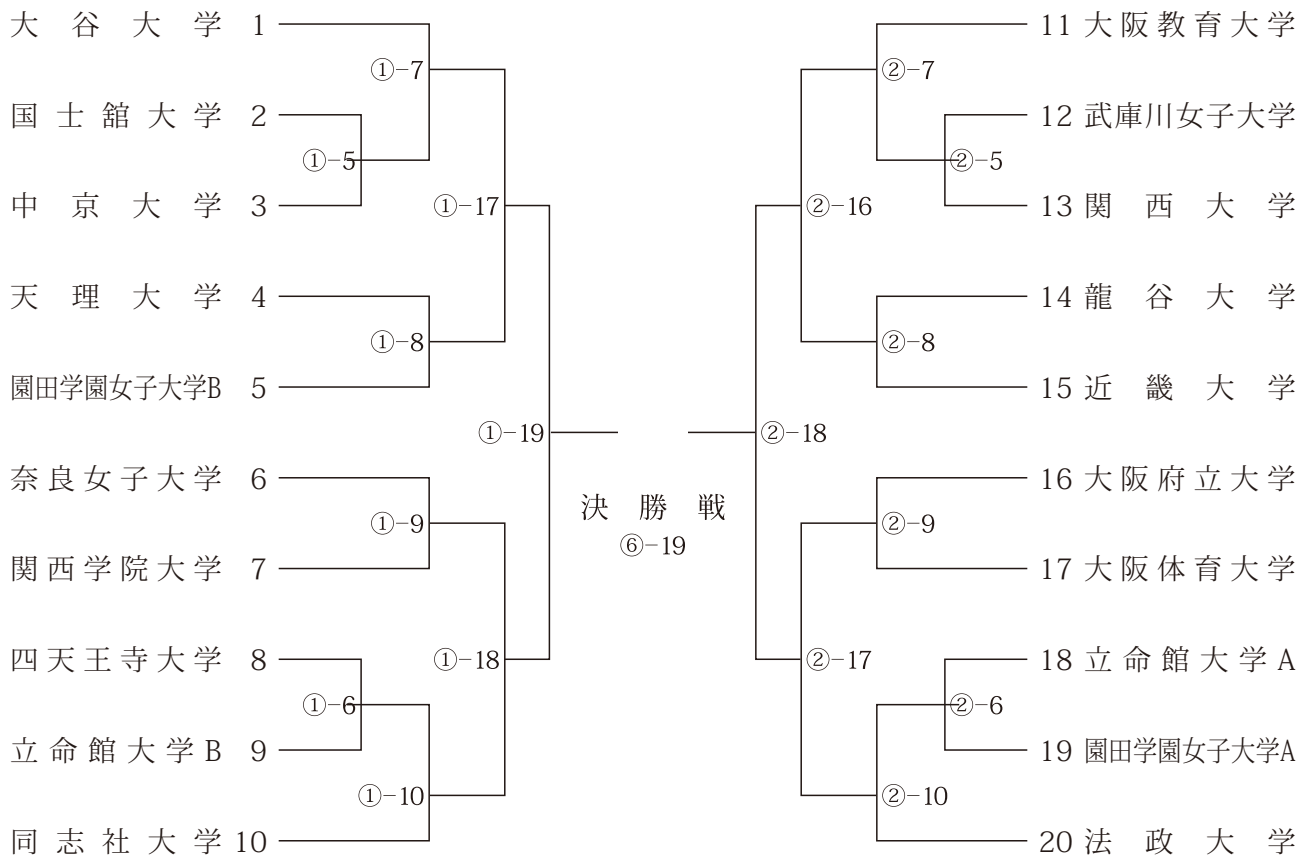 大谷大学 1
①-7
国士舘大学 2
①-5
中京大学 3
①-17
天理大学 4
①-8
園田学園女子大学B 5
①-19
奈良女子大学 6
①-9
関西学院大学 7
①-18
四天王寺大学 8
①-6
立命館大学B 9
①-10
同志社大学 10
決勝戦
⑥-19
11 大阪教育大学
②-7
12 武庫川女子大学
②-5
13 関西大学
②-16
14 龍谷大学
②-8
15 近畿大学
②-18
16 大阪府立大学
②-9
17 大阪体育大学
②-17
18 立命館大学A
②-6
19 園田学園女子大学A
②-10
20 法政大学